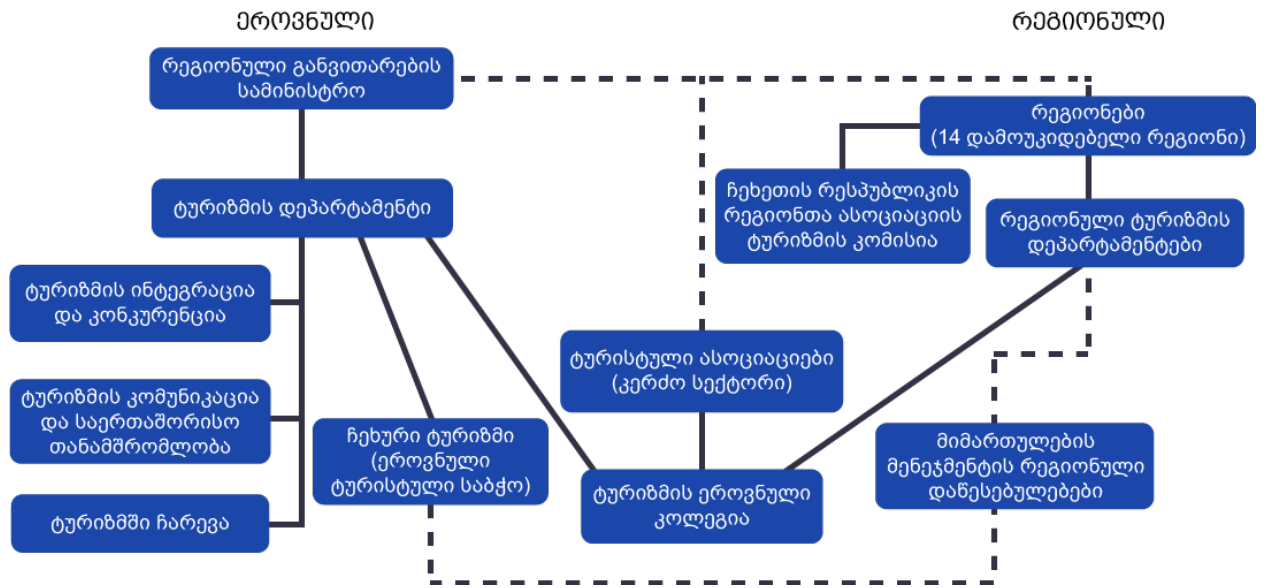 ეროვნული
რეგიონული
რეგიონული განვითარების
სამინისტრო
რეგიონები
(14 დამოუკიდებელი რეგიონი)
ტურიზმის დეპარტამენტი
ჩეხეთის რესპუბლიკის
რეგიონთა ასოციაციის
ტურიზმის კომისია
რეგიონული ტურიზმის
დეპარტამენტები
ტურიზმის ინტეგრაცია
და კონკურენცია
ტურისტული ასოციაციები
(კერძო სექტორი)
ტურიზმის კომუნიკაცია
და საერთაშორისო
თანამშრომლობა
ჩეხური ტურიზმი
(ეროვნული
ტურისტული საბჭო)
მიმართულების
მენეჯმენტის რეგიონული
დაწესებულებები
ტურიზმის ეროვნული
კოლეგია
ტურიზმში ჩარევა